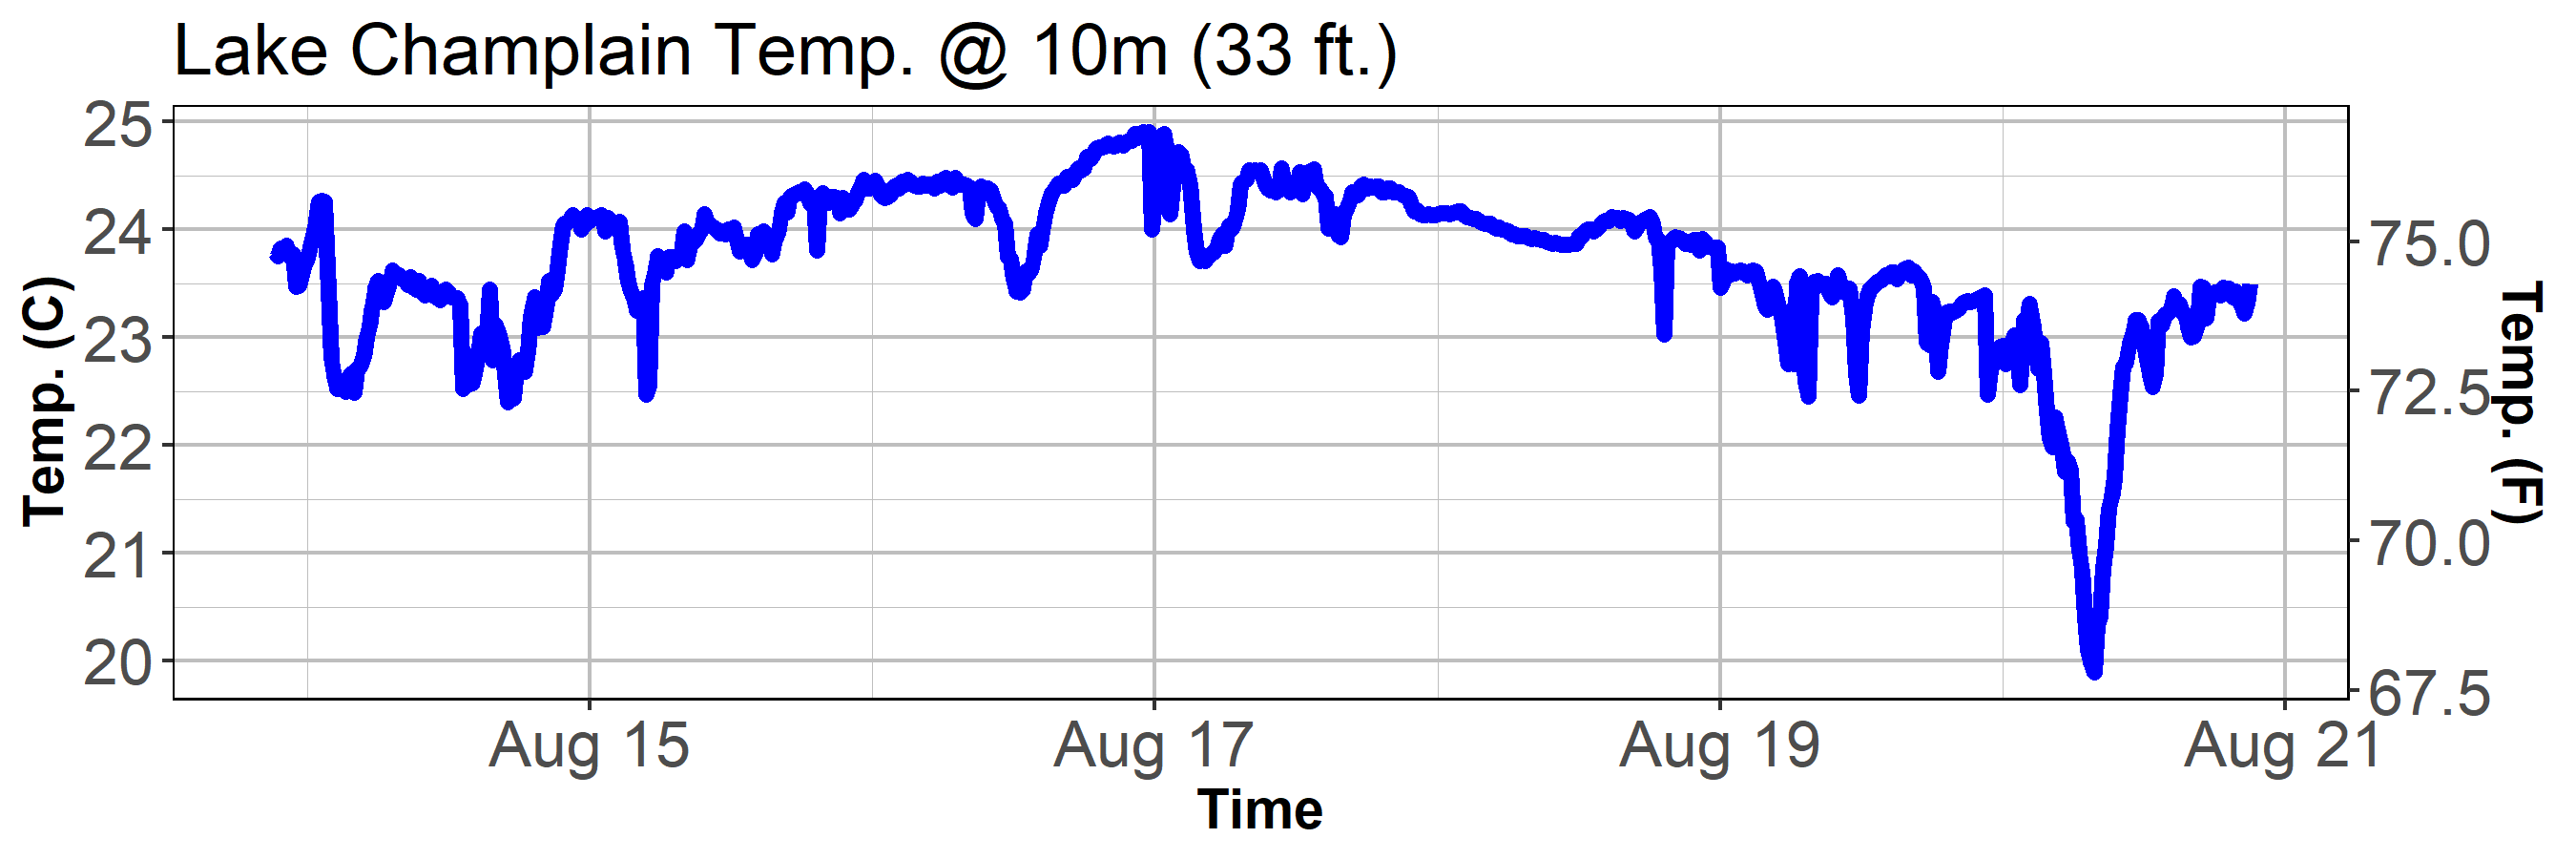 Lake Champlain Temp. @ 10m (33 ft.)
Temp. (C)
25
24
23
22
21
20
75.0
72.5
70.0
67.5
Temp. (F)
Aug 15
Aug 17
Aug 19
Aug 21
Time